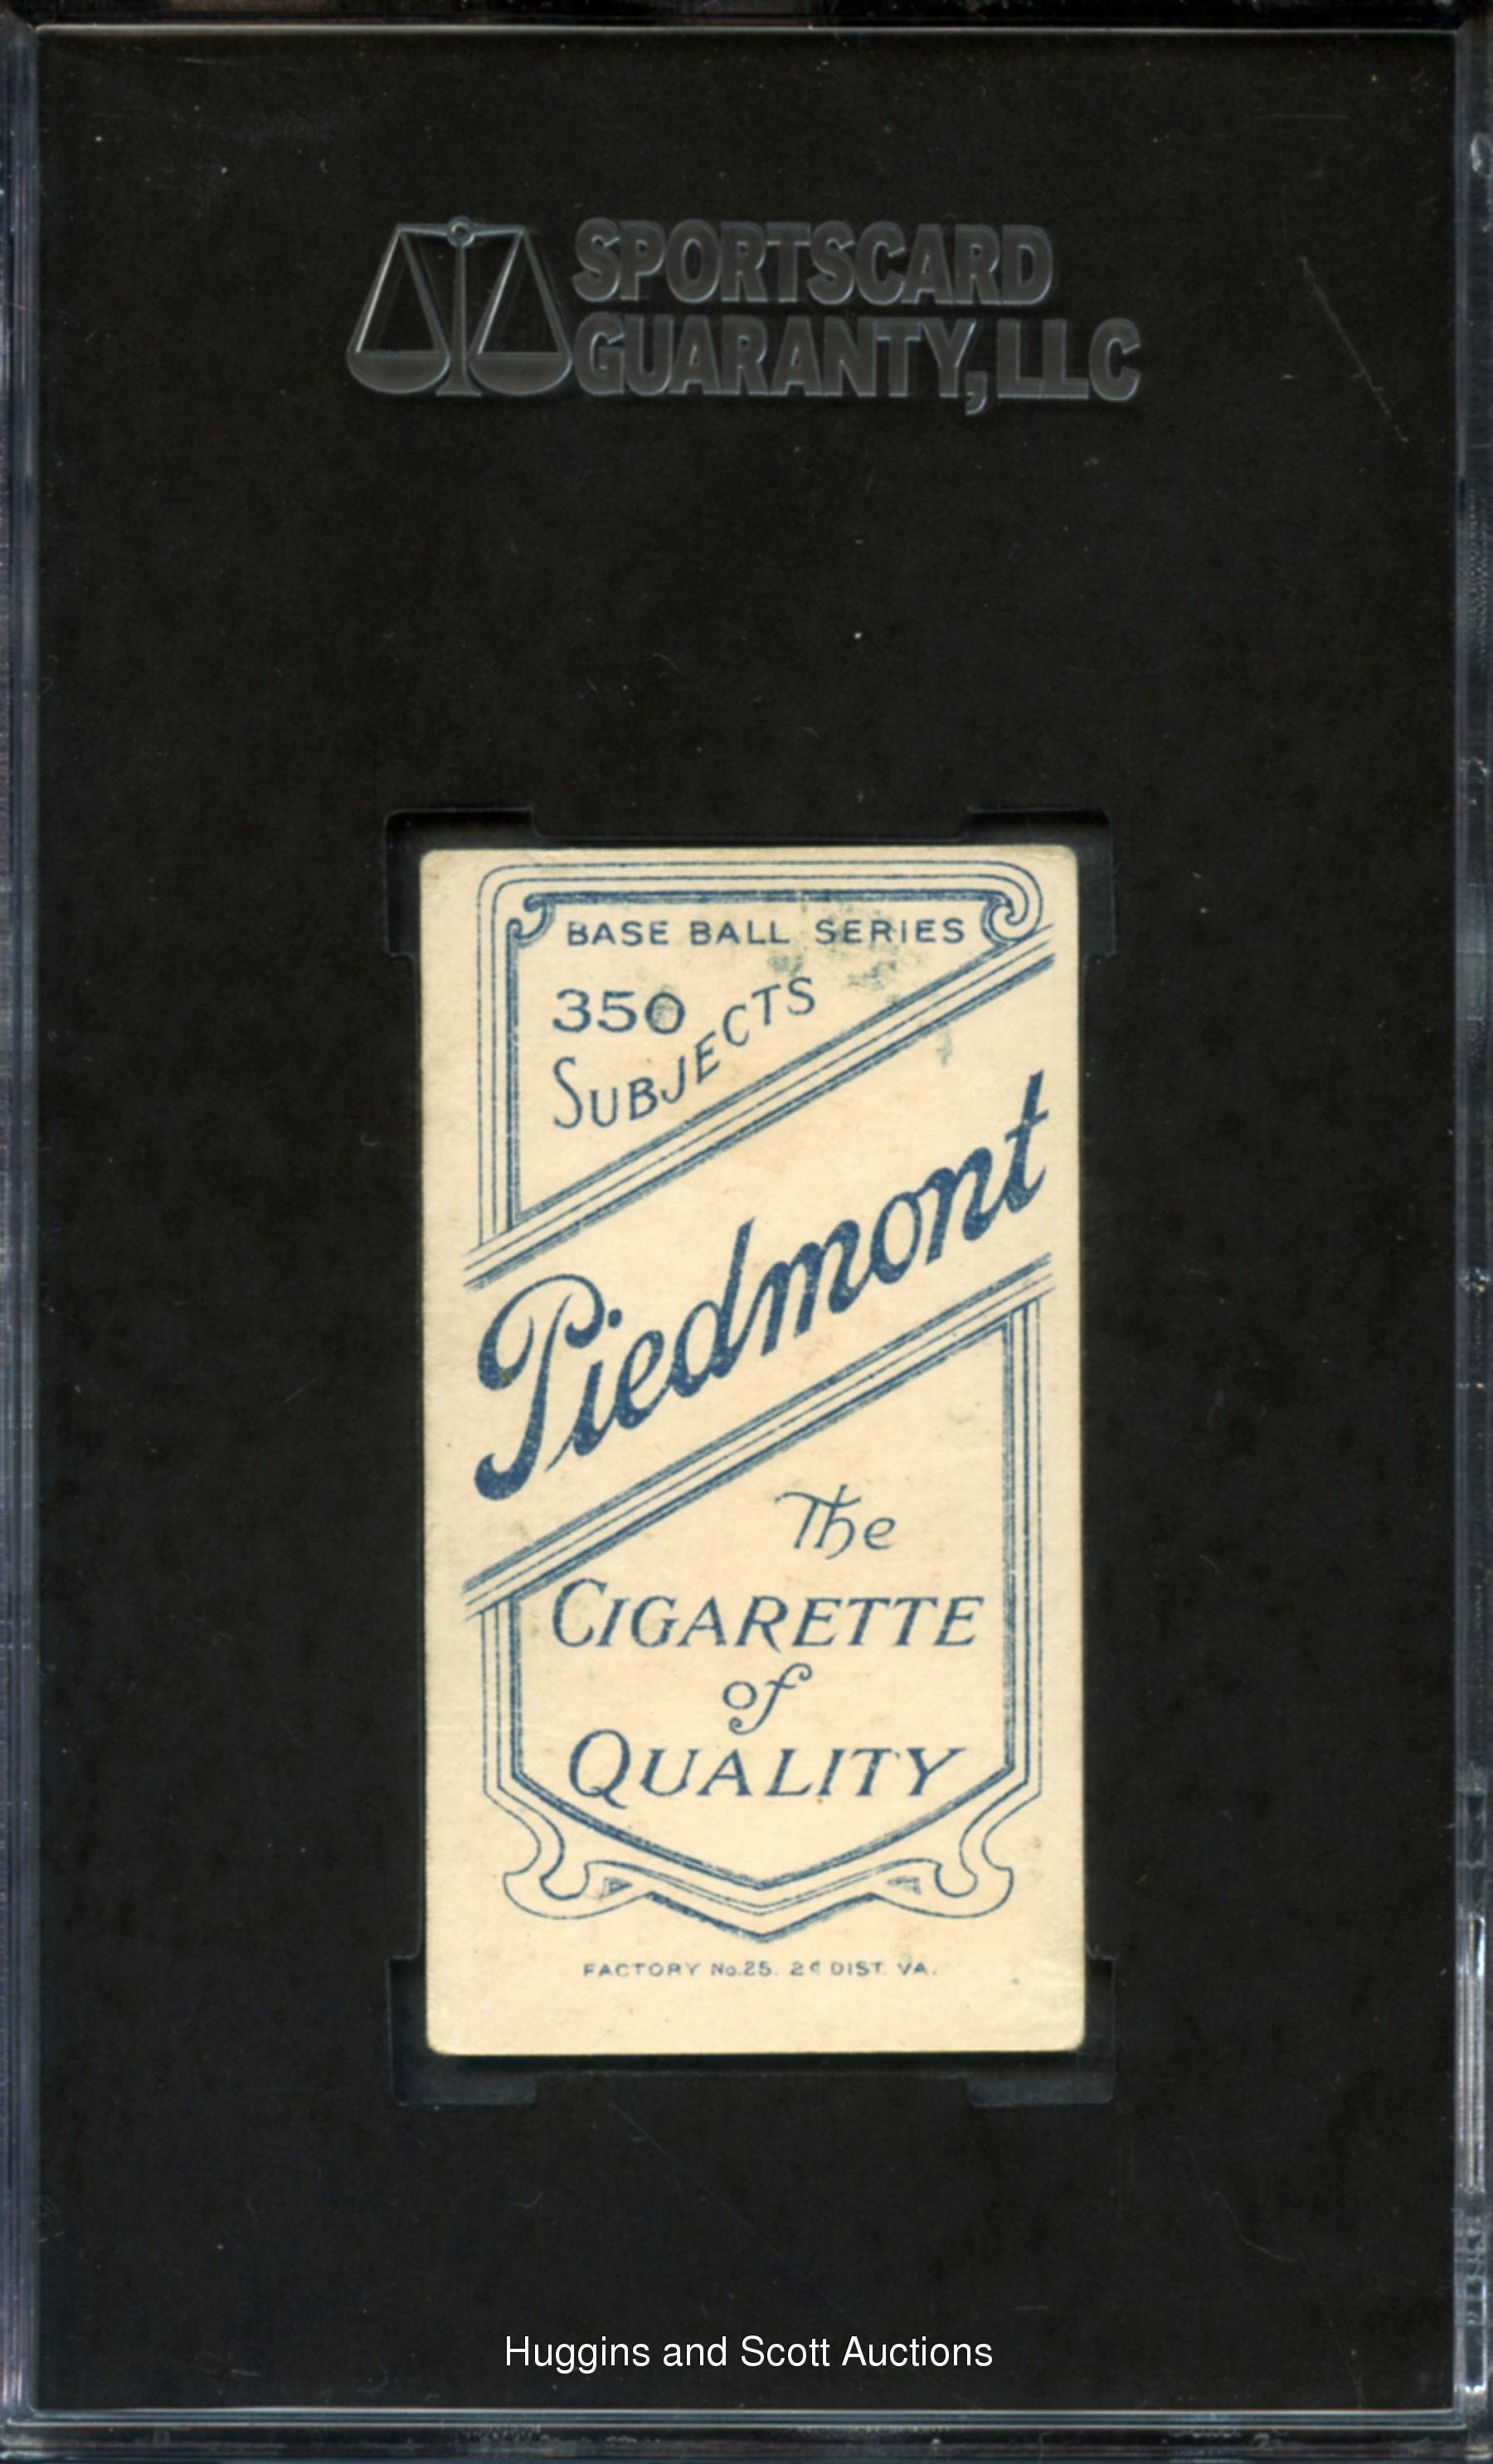 SPORTSCARD
GUARANTY, LLC
BASE BALL SERIES
350
SUBJECTS
Piedmont
The
CIGARETTE
of
QUALITY
FACTORY No. 25. 2d DIST. VA.
Huggins and Scott Auctions